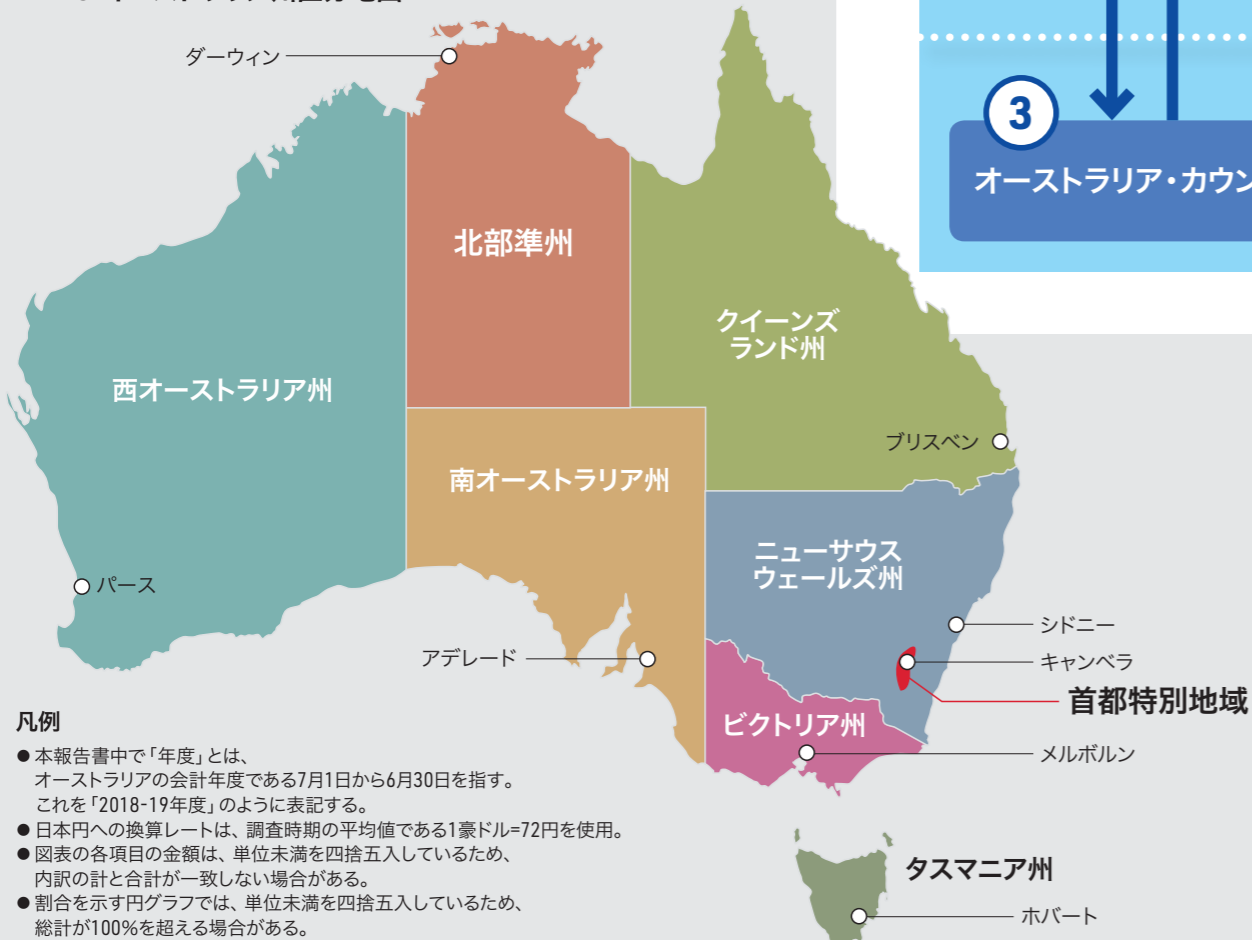 ダーウィン
3
オーストラリア・カウン
北部準州
クイーンズ
ランド州
西オーストラリア州
ブリスベン
南オーストラリア州
ニューサウス
ウェールズ州
パース
シドニー
アデレード
キャンベラ
首都特別地域
ビクトリア州
メルボルン
凡例
● 本報告書中で「年度」とは、
オーストラリアの会計年度である7月1日から6月30日を指す。
これを「2018-19年度」のように表記する。
● 日本円への換算レートは、調査時期の平均値である1豪ドル=72円を使用。
● 図表の各項目の金額は、単位未満を四捨五入しているため、
内訳の計と合計が一致しない場合がある。
● 割合を示す円グラフでは、単位未満を四捨五入しているため、
総計が100%を超える場合がある。
タスマニア州
ホバート